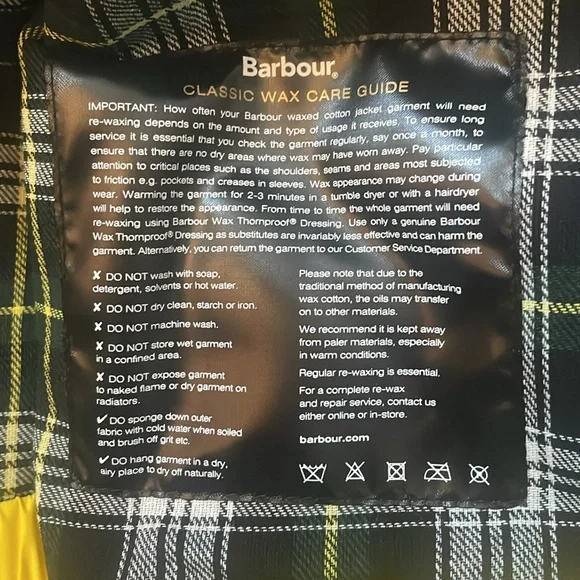 Barbour®
CLASSIC WAX CARE GUIDE
IMPORTANT: How often your Barbour waxed cotton jacket garment will need
re-waxing depends on the amount and type of usage it receives. To ensure long
service it is essential that you check the garment regularly, say once a month, to
ensure that there are no dry areas where wax may have worn away. Pay particular
attention to critical places such as the shoulders, seams and areas most subjected
to friction e.g. pockets and creases in sleeves. Wax appearance may change during
wear. Warming the garment for 2-3 minutes in a tumble dryer or with a hairdryer
will help to restore the appearance. From time to time the whole garment will need
re-waxing using Barbour Wax Thornproof® Dressing. Use only a genuine Barbour
Wax Thornproof® Dressing as substitutes are invariably less effective and can harm the
garment. Alternatively, you can return the garment to our Customer Service Department.
✘ DO NOT wash with soap,
detergent, solvents or hot water.
✘ DO NOT dry clean, starch or iron.
✘ DO NOT machine wash.
✘ DO NOT store wet garment
in a confined area.
✘ DO NOT expose garment
to naked flame or dry garment on
radiators.
✔ DO sponge down outer
fabric with cold water when soiled
and brush off grit etc.
✔ DO hang garment in a dry,
airy place to dry off naturally.
Please note that due to the
traditional method of manufacturing
wax cotton, the oils may transfer
on to other materials.
We recommend it is kept away
from paler materials, especially
in warm conditions.
Regular re-waxing is essential.
For a complete re-wax
and repair service, contact us
either online or in-store.
barbour.com